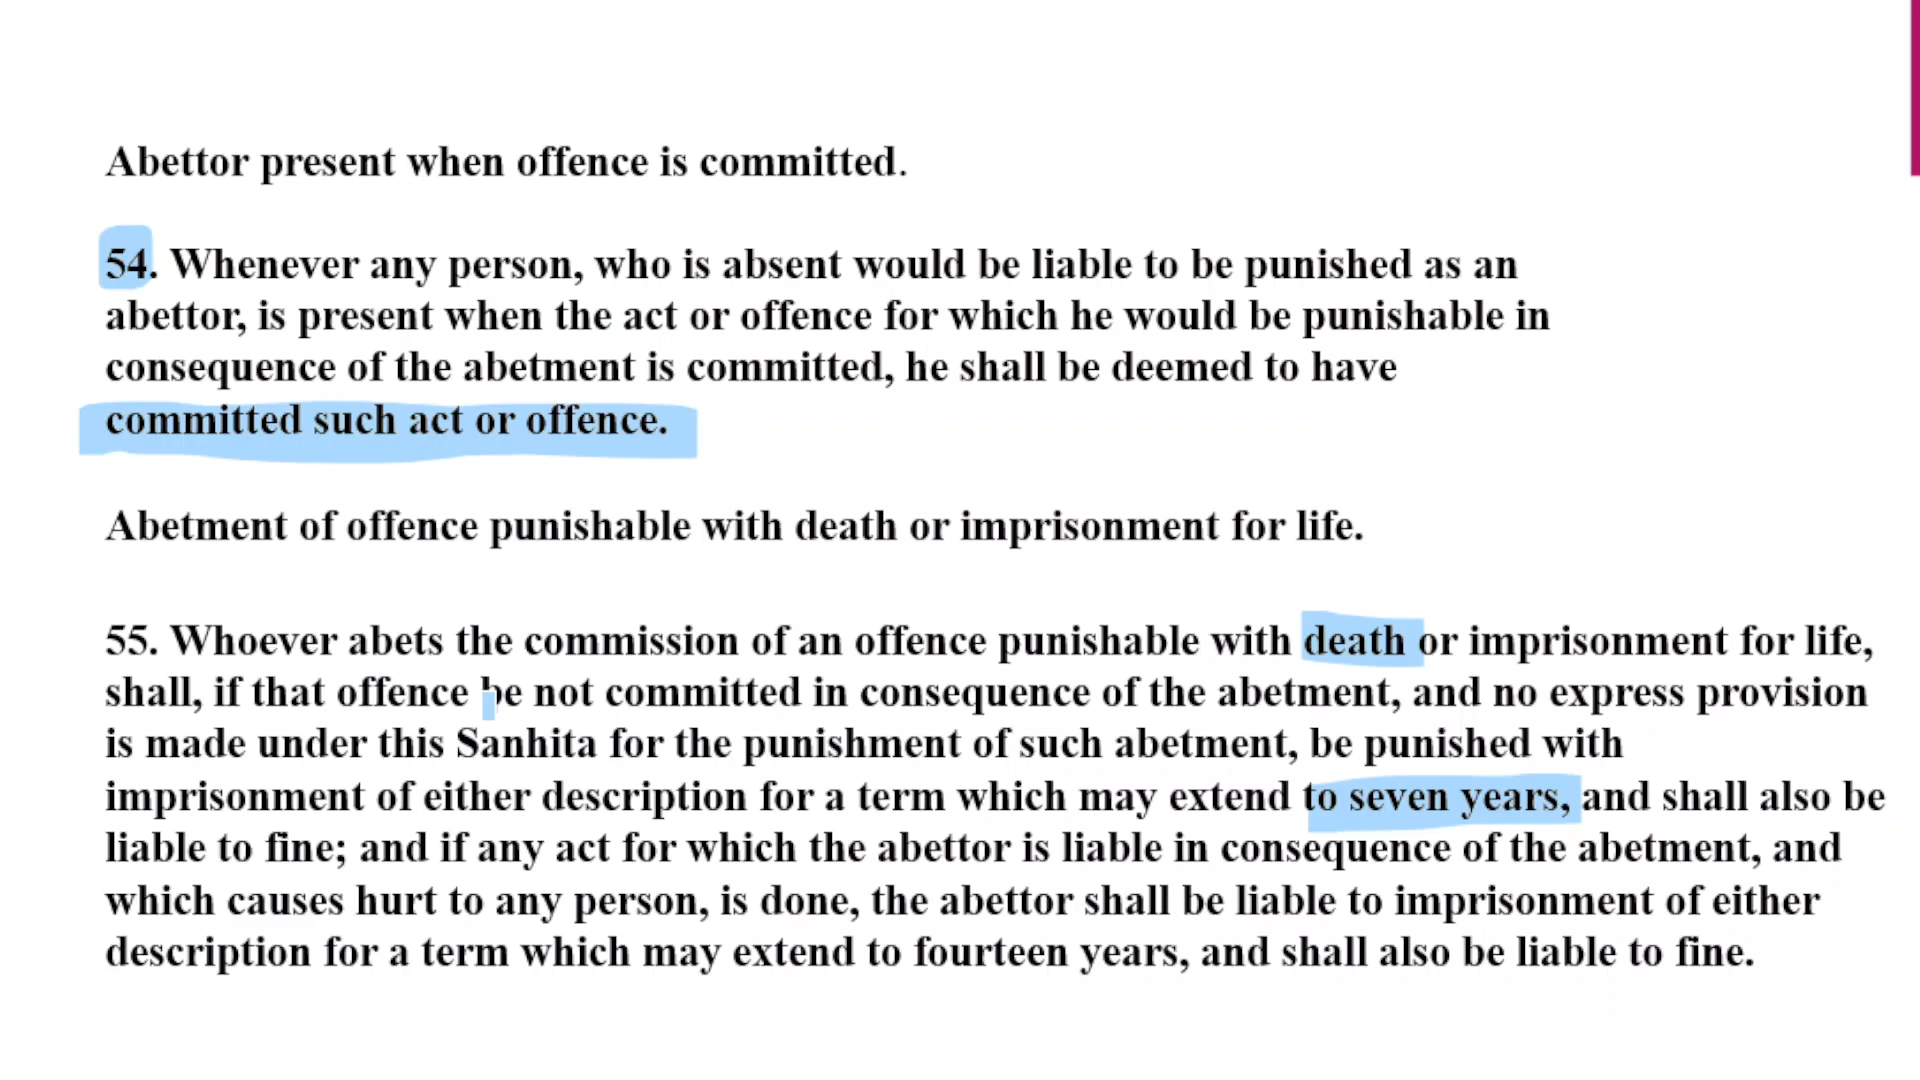 Abettor present when offence is committed.
54. Whenever any person, who is absent would be liable to be punished as an
abettor, is present when the act or offence for which he would be punishable in
consequence of the abetment is committed, he shall be deemed to have
committed such act or offence.
Abetment of offence punishable with death or imprisonment for life.
55. Whoever abets the commission of an offence punishable with death or imprisonment for life,
shall, if that offence be not committed in consequence of the abetment, and no express provision
is made under this Sanhita for the punishment of such abetment, be punished with
imprisonment of either description for a term which may extend to seven years, and shall also be
liable to fine; and if any act for which the abettor is liable in consequence of the abetment, and
which causes hurt to any person, is done, the abettor shall be liable to imprisonment of either
description for a term which may extend to fourteen years, and shall also be liable to fine.